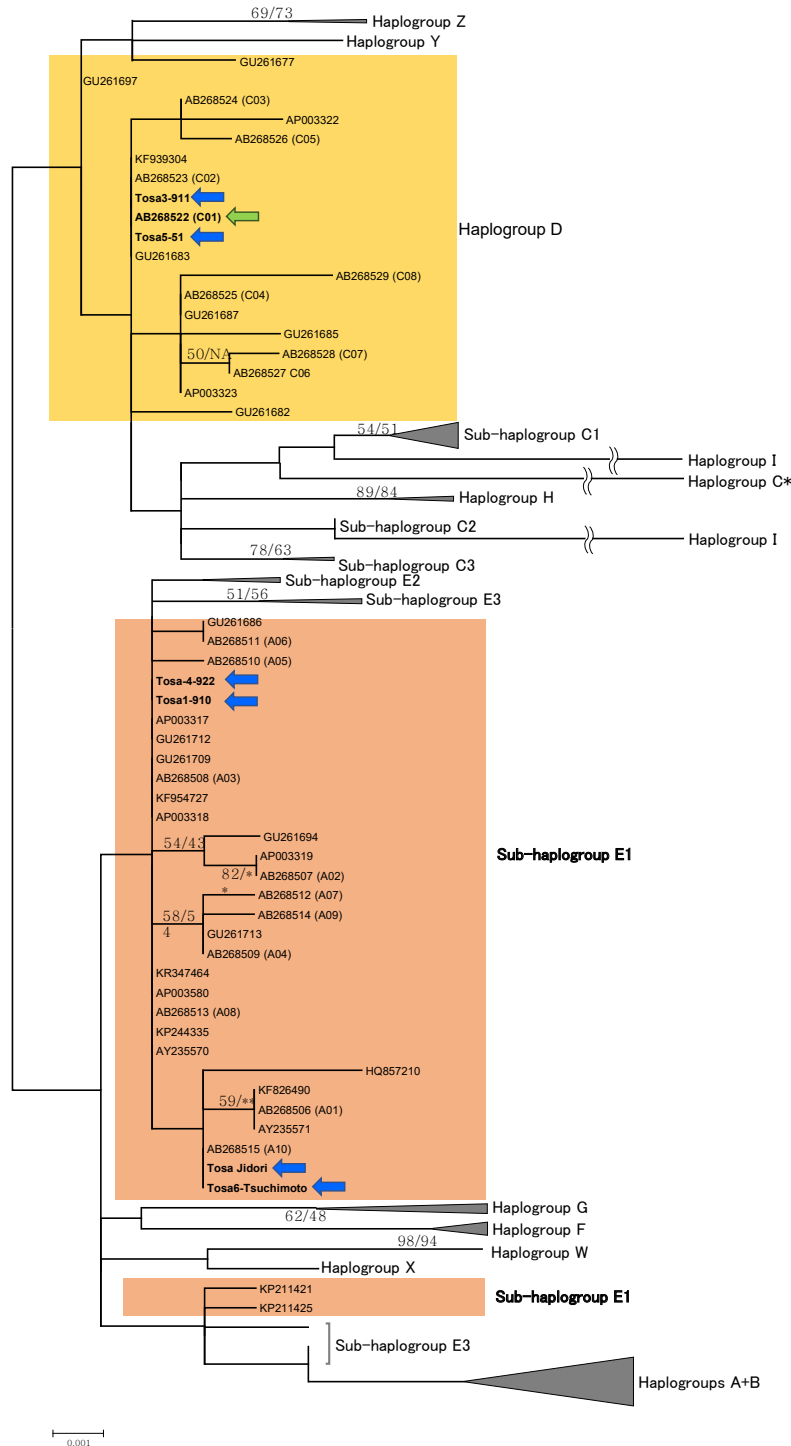 69/73
Haplogroup Z
Haplogroup Y
GU261677
GU261697
AB268524 (C03)
AP003322
AB268526 (C05)
KF939304
AB268523 (C02)
Tosa3-911
AB268522 (C01)
Tosa5-51
Haplogroup D
GU261683
AB268529 (C08)
AB268525 (C04)
GU261687
GU261685
50/NA
AB268528 (C07)
AB268527 C06
AP003323
GU261682
54/51
Sub-haplogroup C1
Haplogroup I
Haplogroup C*
89/84
Haplogroup H
Sub-haplogroup C2
Haplogroup I
78/63
Sub-haplogroup C3
Sub-haplogroup E2
51/56
Sub-haplogroup E3
GU261686
AB268511 (A06)
AB268510 (A05)
Tosa-4-922
Tosa1-910
AP003317
GU261712
GU261709
AB268508 (A03)
KF954727
AP003318
GU261694
54/43
Sub-haplogroup E1
AP003319
82/*
*
AB268507 (A02)
AB268512 (A07)
58/5
4
AB268514 (A09)
GU261713
AB268509 (A04)
KR347464
AP003580
AB268513 (A08)
KP244335
AY235570
HQ857210
KF826490
59/**
AB268506 (A01)
AY235571
AB268515 (A10)
Tosa Jidori
Tosa6-Tsuchimoto
Haplogroup G
62/48
Haplogroup F
98/94
Haplogroup W
Haplogroup X
KP211421
Sub-haplogroup E1
KP211425
Sub-haplogroup E3
Haplogroups A+B
0.001